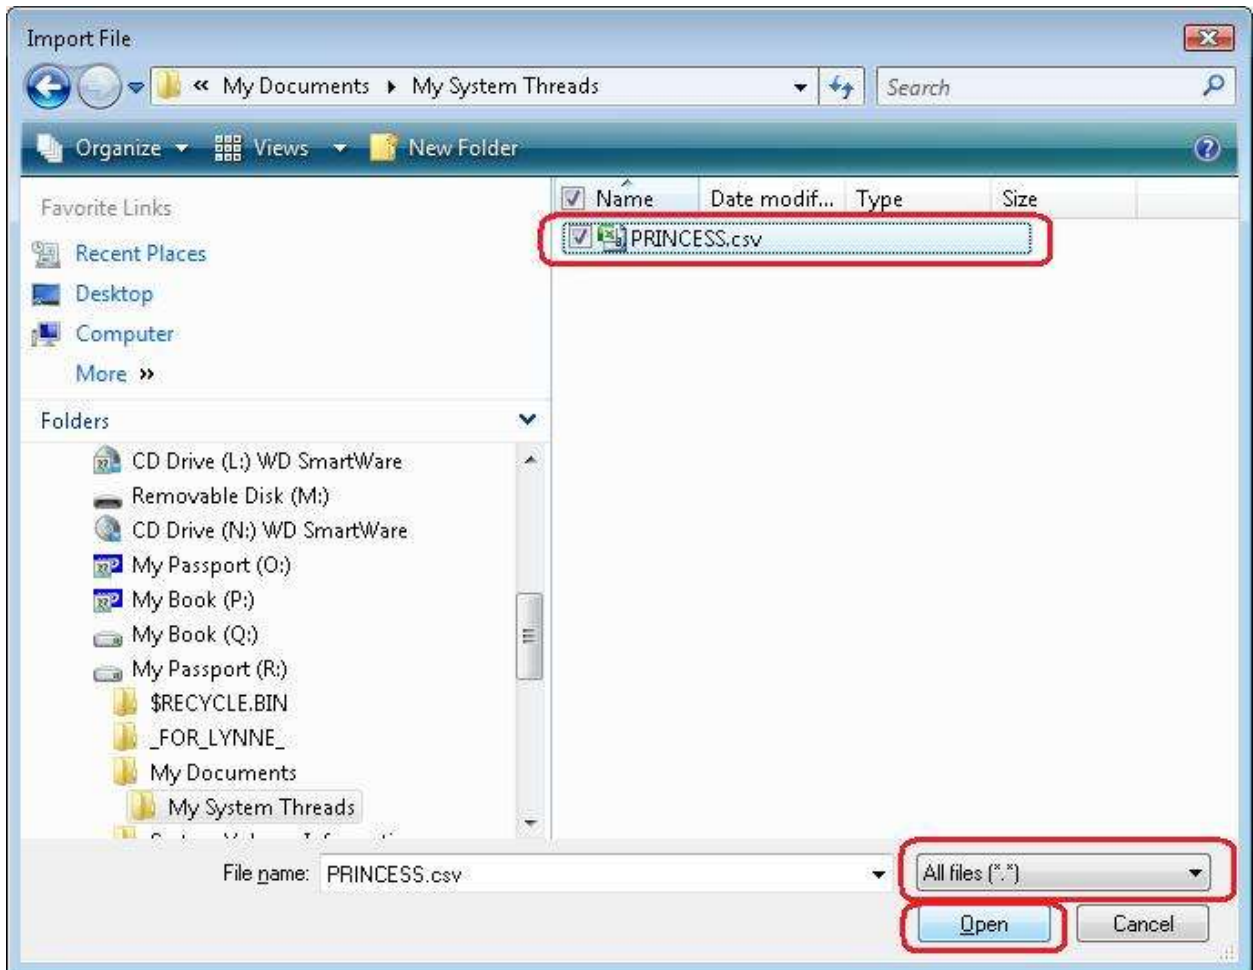 Import File
« My Documents My System Threads
Search
Organize Views New Folder
Favorite Links
Recent Places
Desktop
Computer
More »
Folders
CD Drive (L:) WD SmartWare
Removable Disk (M:)
CD Drive (N:) WD SmartWare
My Passport (O:)
My Book (P:)
My Book (Q:)
My Passport (R:)
$RECYCLE.BIN
_FOR_LYNNE_
My Documents
My System Threads
Name Date modif... Type Size
PRINCESS.csv
File name: PRINCESS.csv
All files (*.*)
Open Cancel